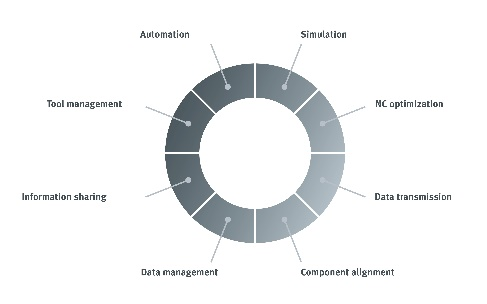 Automation
Simulation
Tool management
NC optimization
Information sharing
Data transmission
Data management
Component alignment